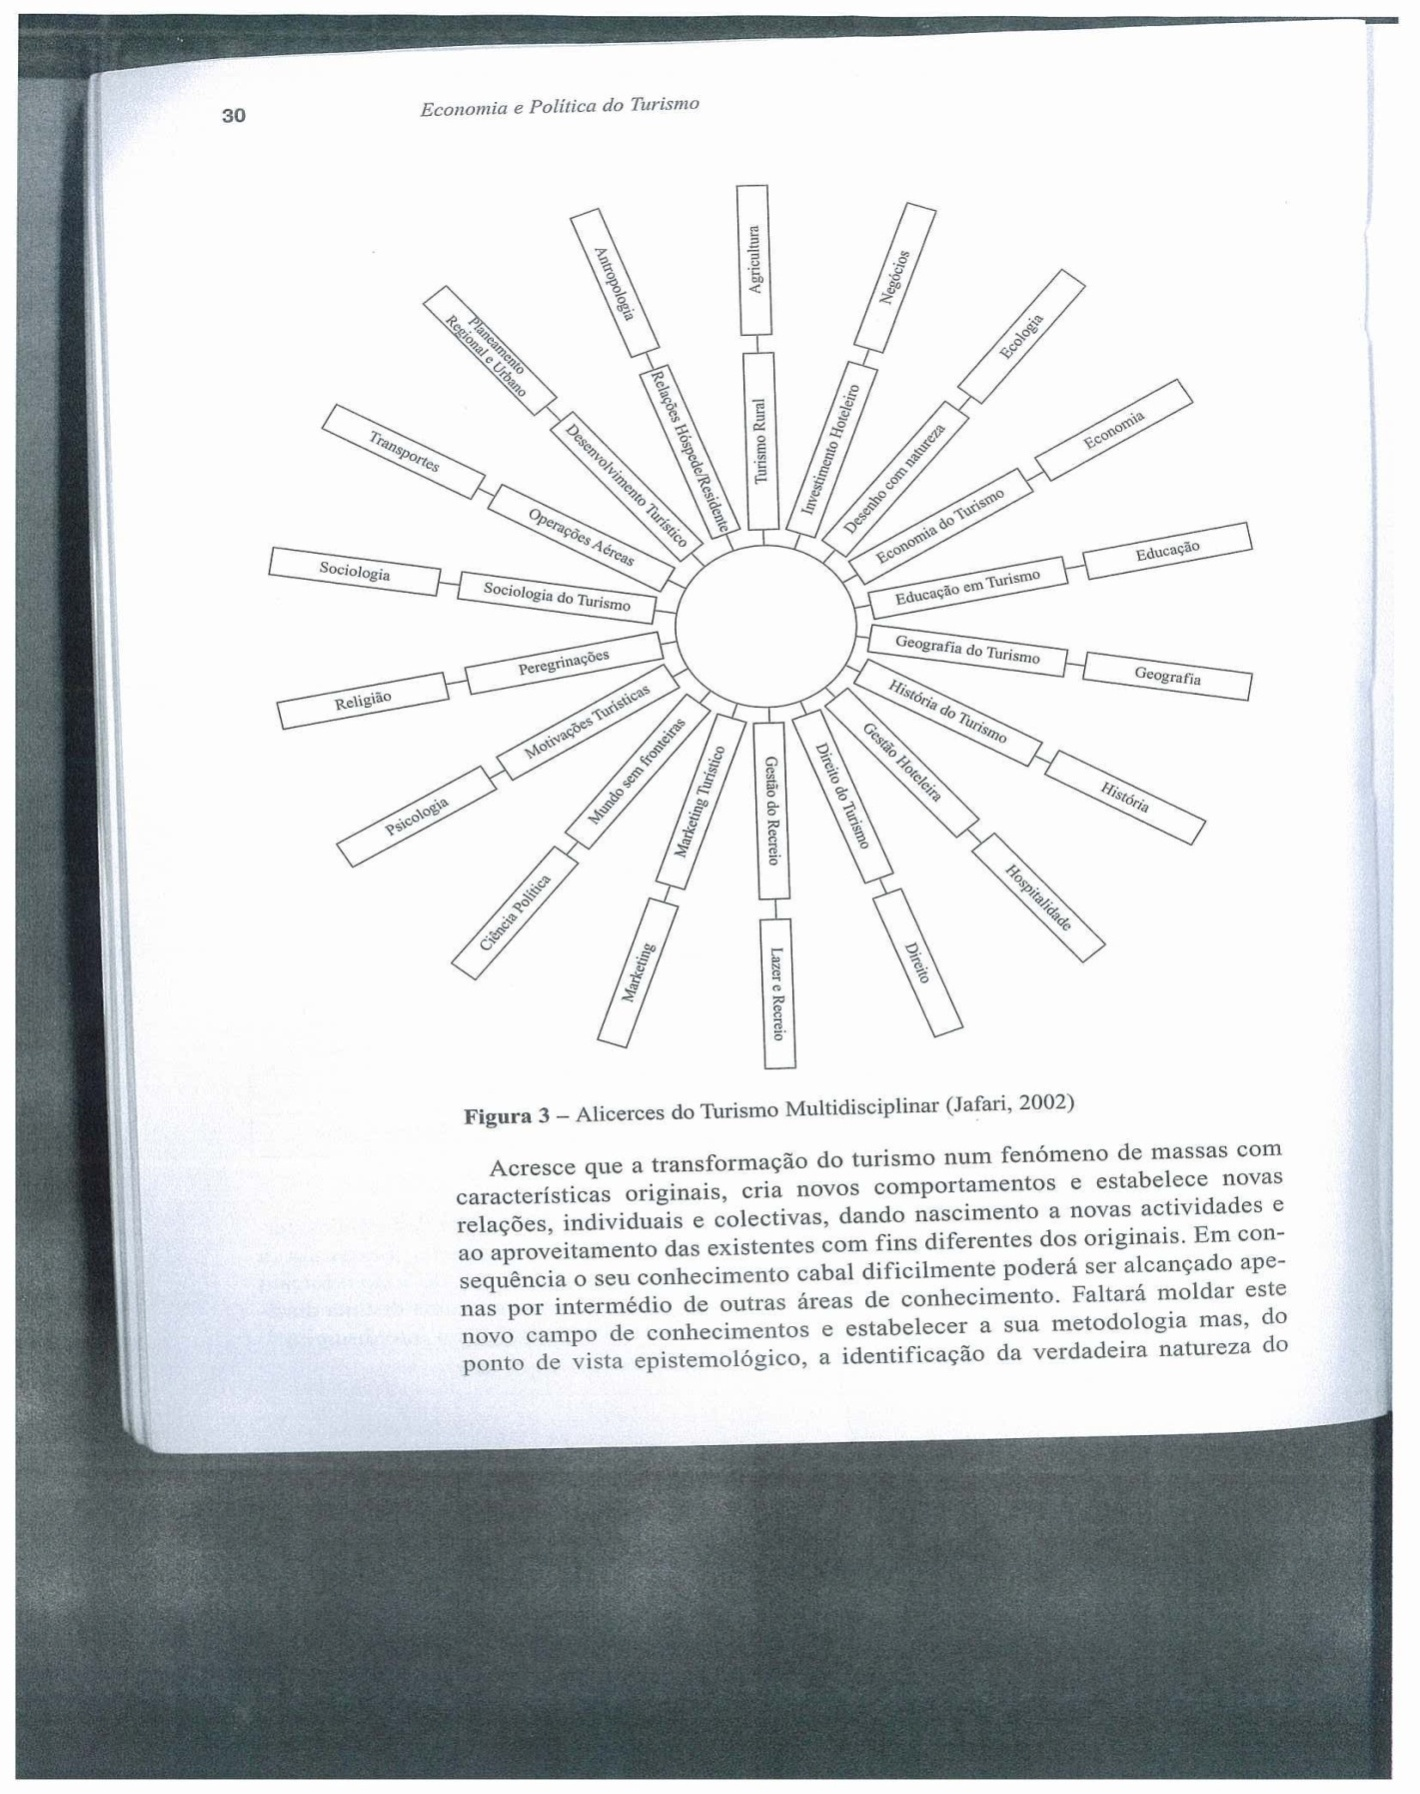 30
Economia e Política do Turismo
Agricultura
Turismo Rural
Negócios
Investimento Hoteleiro
Ecologia
Desenho com natureza
Economia
Economia do Turismo
Educação
Educação em Turismo
Geografia
Geografia do Turismo
História
História do Turismo
Hospitalidade
Gestão Hoteleira
Direito
Direito do Turismo
Lazer e Recreio
Gestão do Recreio
Marketing
Marketing Turístico
Ciência Política
Mundo sem fronteiras
Psicologia
Motivações Turísticas
Religião
Peregrinações
Sociologia
Sociologia do Turismo
Transportes
Operações Aéreas
Planeamento
Regional e Urbano
Desenvolvimento Turístico
Antropologia
Relações Hóspede/Residente
Figura 3 – Alicerces do Turismo Multidisciplinar (Jafari, 2002)
Acresce que a transformação do turismo num fenómeno de massas com
características originais, cria novos comportamentos e estabelece novas
relações, individuais e colectivas, dando nascimento a novas actividades e
ao aproveitamento das existentes com fins diferentes dos originais. Em con-
sequência o seu conhecimento cabal dificilmente poderá ser alcançado ape-
nas por intermédio de outras áreas de conhecimento. Faltará moldar este
novo campo de conhecimentos e estabelecer a sua metodologia mas, do
ponto de vista epistemológico, a identificação da verdadeira natureza do